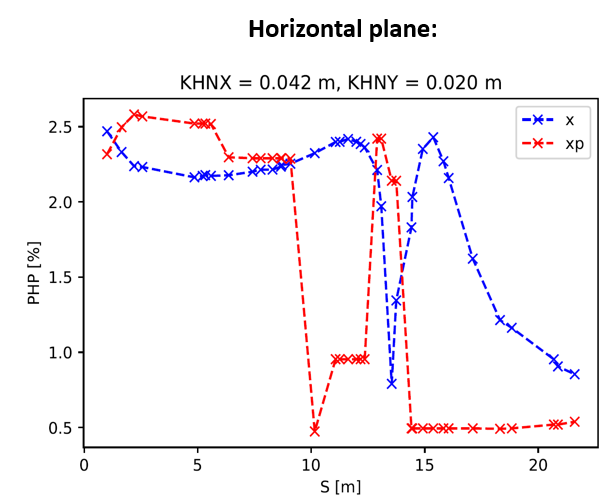 Horizontal plane:
KHNX = 0.042 m, KHNY = 0.020 m
x
xp
2.5
2.0
1.5
1.0
0.5
PHP [%]
0 5 10 15 20
S [m]